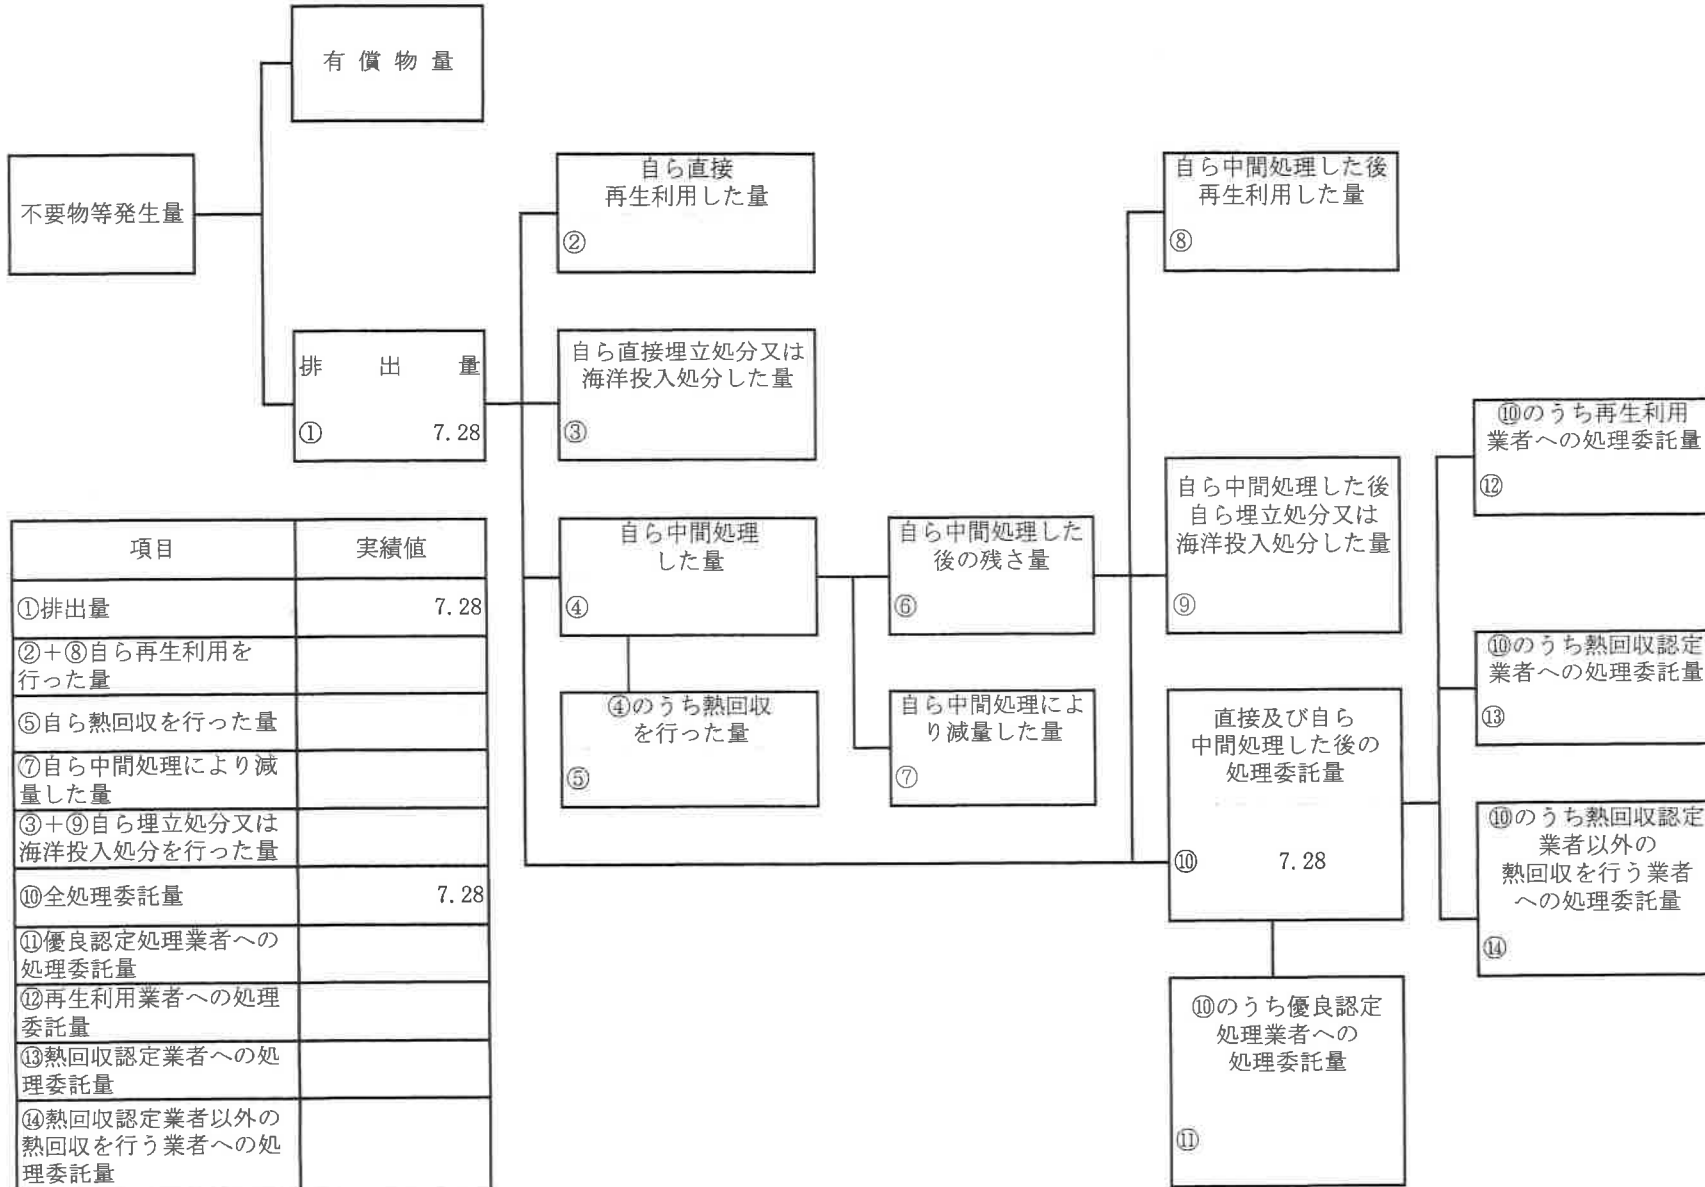 有償物量
不要物等発生量
排出量
① 7.28
自ら直接
再生利用した量
②
自ら直接埋立処分又は
海洋投入処分した量
③
自ら中間処理
した量
④
④のうち熱回収
を行った量
⑤
自ら中間処理した
後の残さ量
⑥
自ら中間処理によ
り減量した量
⑦
自ら中間処理した後
再生利用した量
⑧
自ら中間処理した後
自ら埋立処分又は
海洋投入処分した量
⑨
直接及び自ら
中間処理した後の
処理委託量
⑩ 7.28
⑩のうち優良認定
処理業者への
処理委託量
⑪
⑩のうち再生利用
業者への処理委託量
⑫
⑩のうち熱回収認定
業者への処理委託量
⑬
⑩のうち熱回収認定
業者以外の
熱回収を行う業者
への処理委託量
⑭
項目 実績値
①排出量 7.28
②+⑧自ら再生利用を
行った量
⑤自ら熱回収を行った量
⑦自ら中間処理により減
量した量
③+⑨自ら埋立処分又は
海洋投入処分を行った量
⑩全処理委託量 7.28
⑪優良認定処理業者への
処理委託量
⑫再生利用業者への処理
委託量
⑬熱回収認定業者への処
理委託量
⑭熱回収認定業者以外の
熱回収を行う業者への処
理委託量